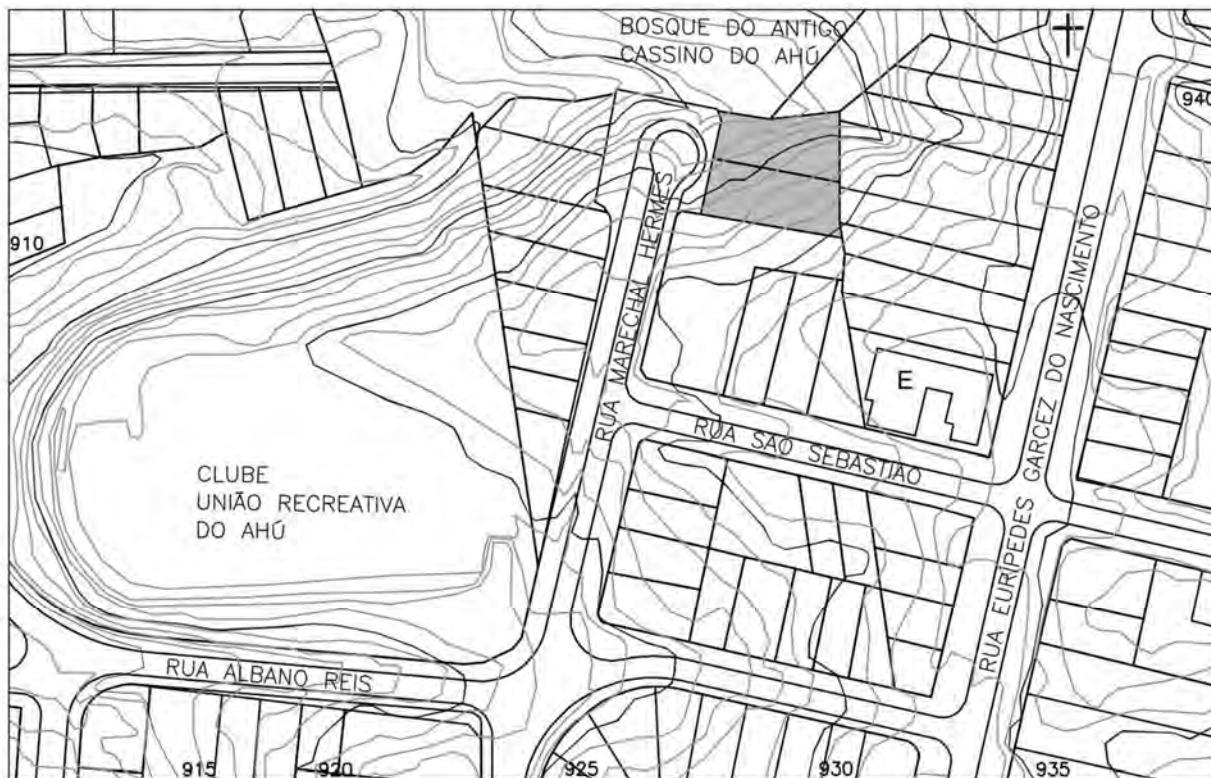 BOSQUE DO ANTIGO
CASSINO DO AHÚ
940
910
RUA MARECHAL HERMES
RUA EURÍPEDES GARCEZ DO NASCIMENTO
E
RUA SÃO SEBASTIÃO
CLUBE
UNIÃO RECREATIVA
DO AHÚ
RUA ALBANO REIS
915
920
925
930
935